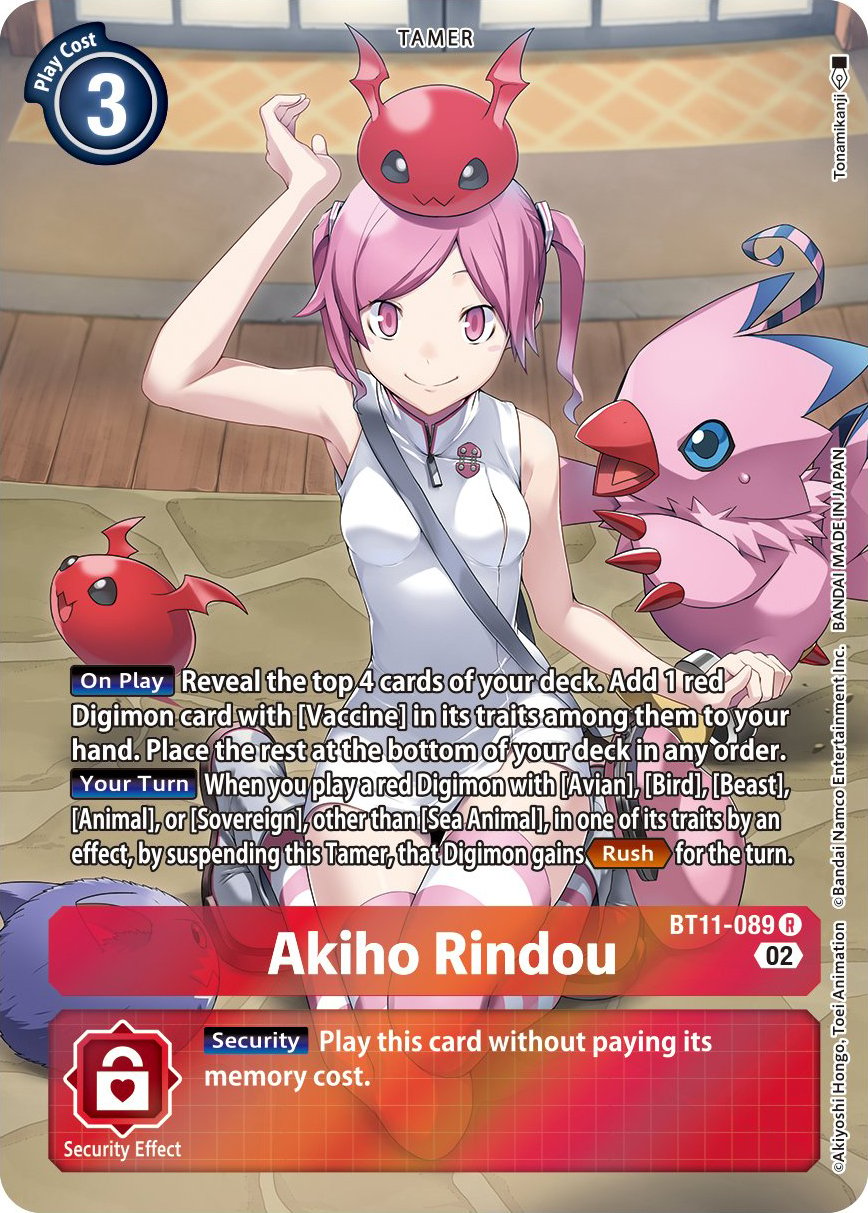 TAMER
Play Cost
3
Tonamikanji
On Play Reveal the top 4 cards of your deck. Add 1 red
Digimon card with [Vaccine] in its traits among them to your
hand. Place the rest at the bottom of your deck in any order.
Your Turn When you play a red Digimon with [Avian], [Bird], [Beast],
[Animal], or [Sovereign], other than [Sea Animal], in one of its traits by an
effect, by suspending this Tamer, that Digimon gains Rush for the turn.
BT11-089 R
Akiho Rindou
02
Security Play this card without paying its
memory cost.
Security Effect
©Akiyoshi Hongo, Toei Animation ©Bandai Namco Entertainment Inc. BANDAI MADE IN JAPAN